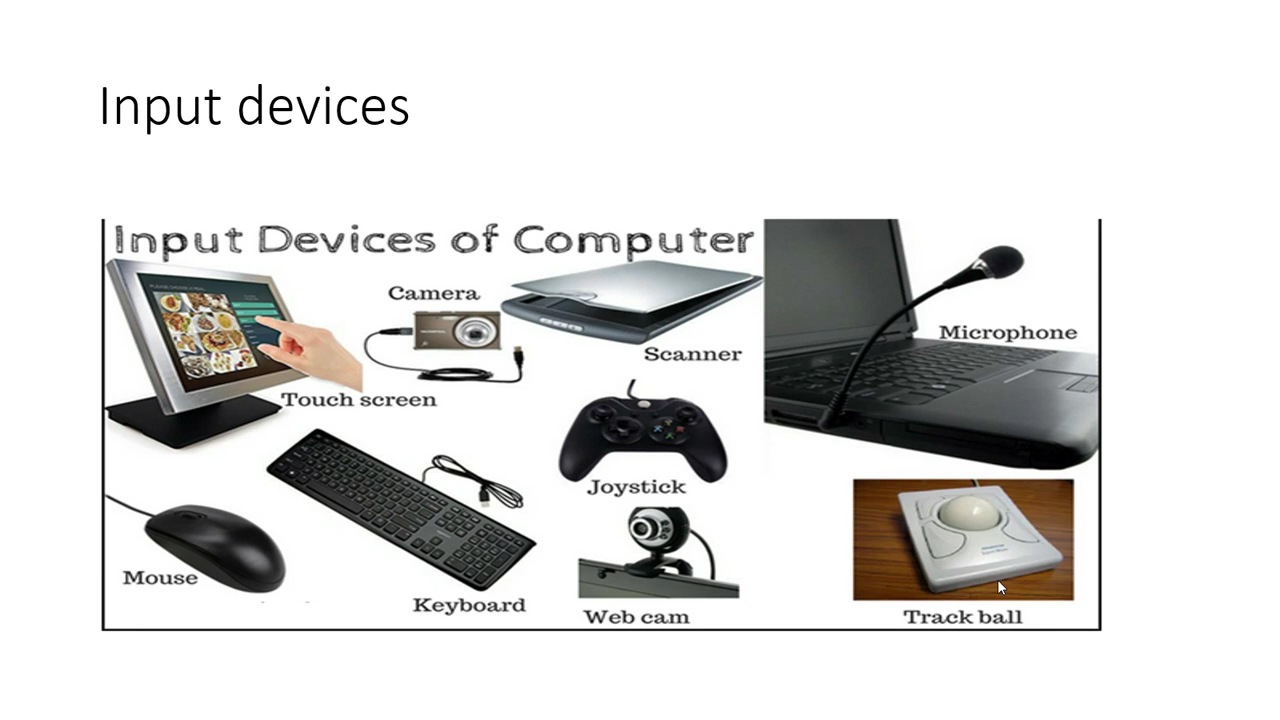 Input devices
Input Devices of Computer
Camera
Scanner
Microphone
Touch screen
Joystick
Mouse
Keyboard
Web cam
Track ball